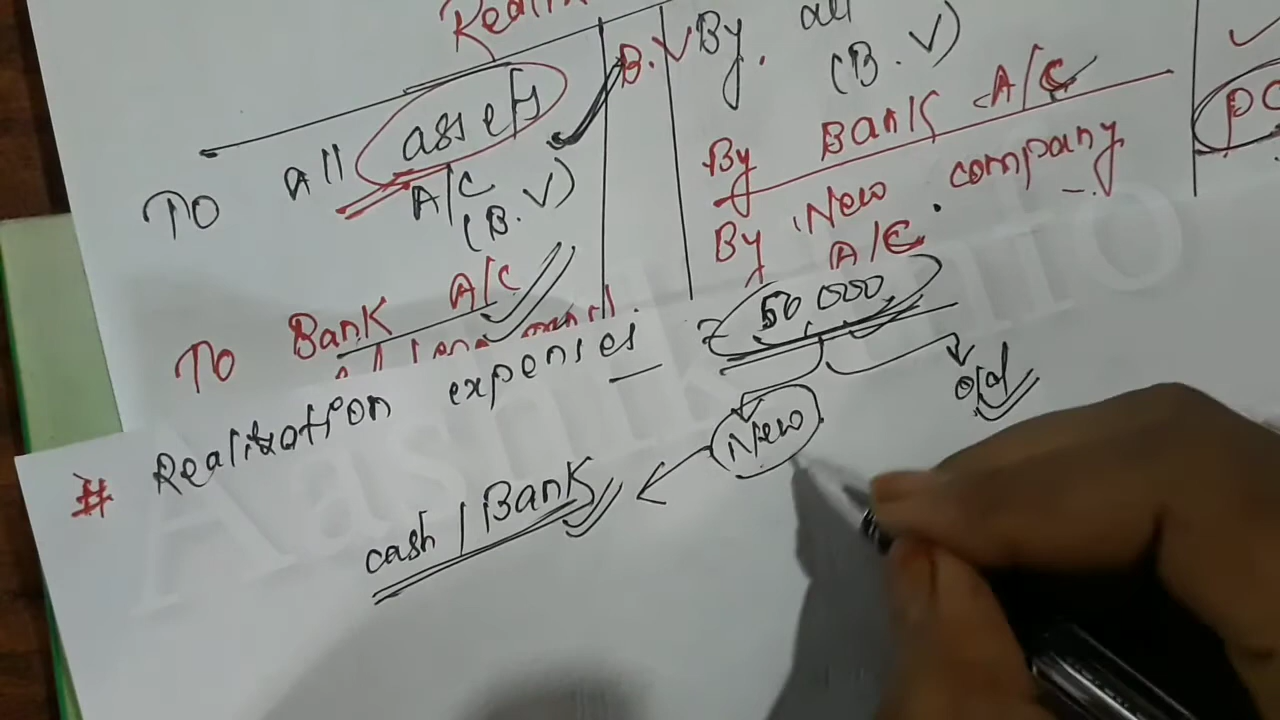 To all assets
A/C
(B.V)
B.V
By. all
(B.V)
By Bank A/C
By New company
A/C
To Bank A/C
# Realization expenses — ₹ 50,000
New
old
cash/Bank